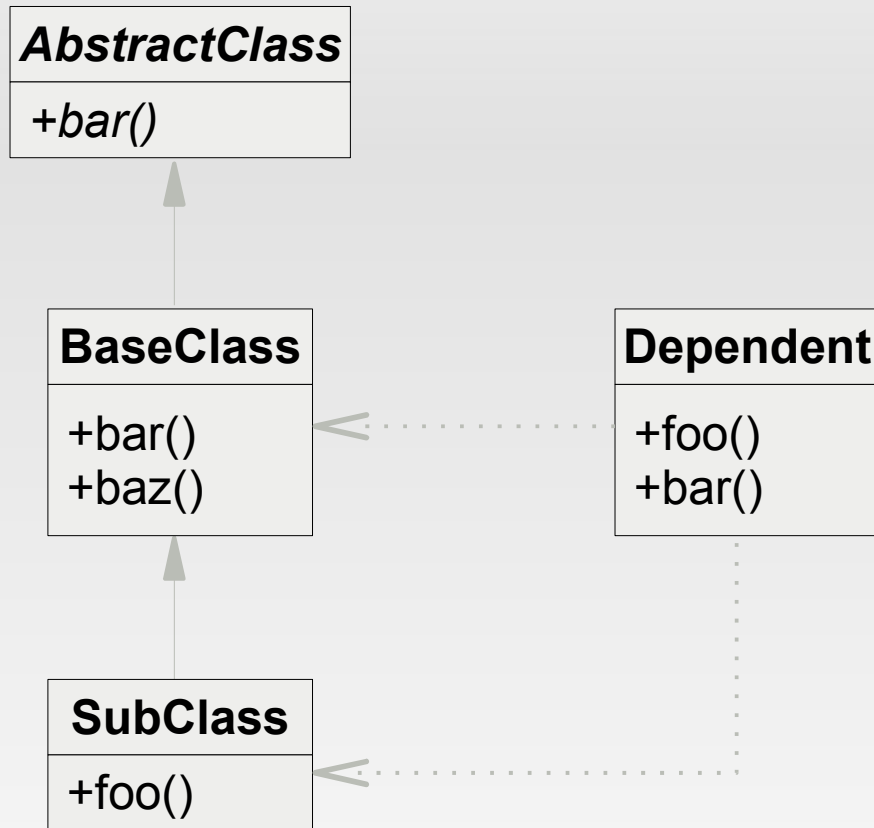 AbstractClass
+bar()
BaseClass
+bar()
+baz()
Dependent
+foo()
+bar()
SubClass
+foo()